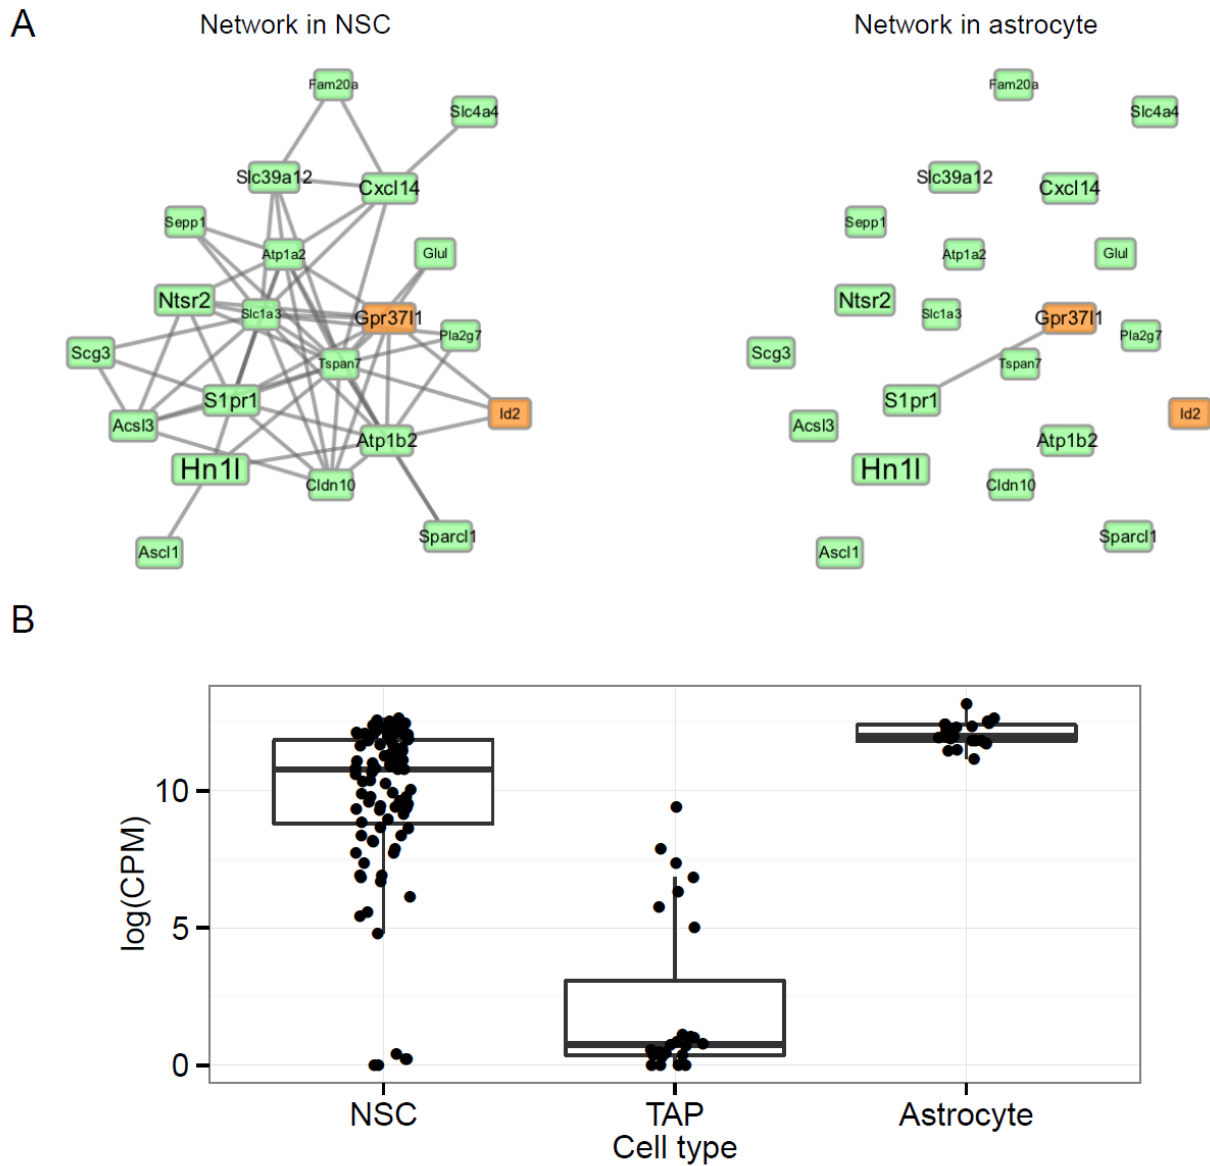 A
Network in NSC
Network in astrocyte
Fam20a
Slc4a4
Slc39a12
Cxcl14
Sepp1
Atp1a2
Glul
Ntsr2
Slc1a3
Gpr37l1
Pla2g7
Scg3
Tspan7
S1pr1
Id2
Acsl3
Atp1b2
Hn1l
Cldn10
Sparcl1
Ascl1
Fam20a
Slc4a4
Slc39a12
Cxcl14
Sepp1
Atp1a2
Glul
Ntsr2
Slc1a3
Gpr37l1
Pla2g7
Scg3
Tspan7
S1pr1
Id2
Acsl3
Atp1b2
Hn1l
Cldn10
Sparcl1
Ascl1
B
log(CPM)
10
5
0
NSC
TAP
Astrocyte
Cell type